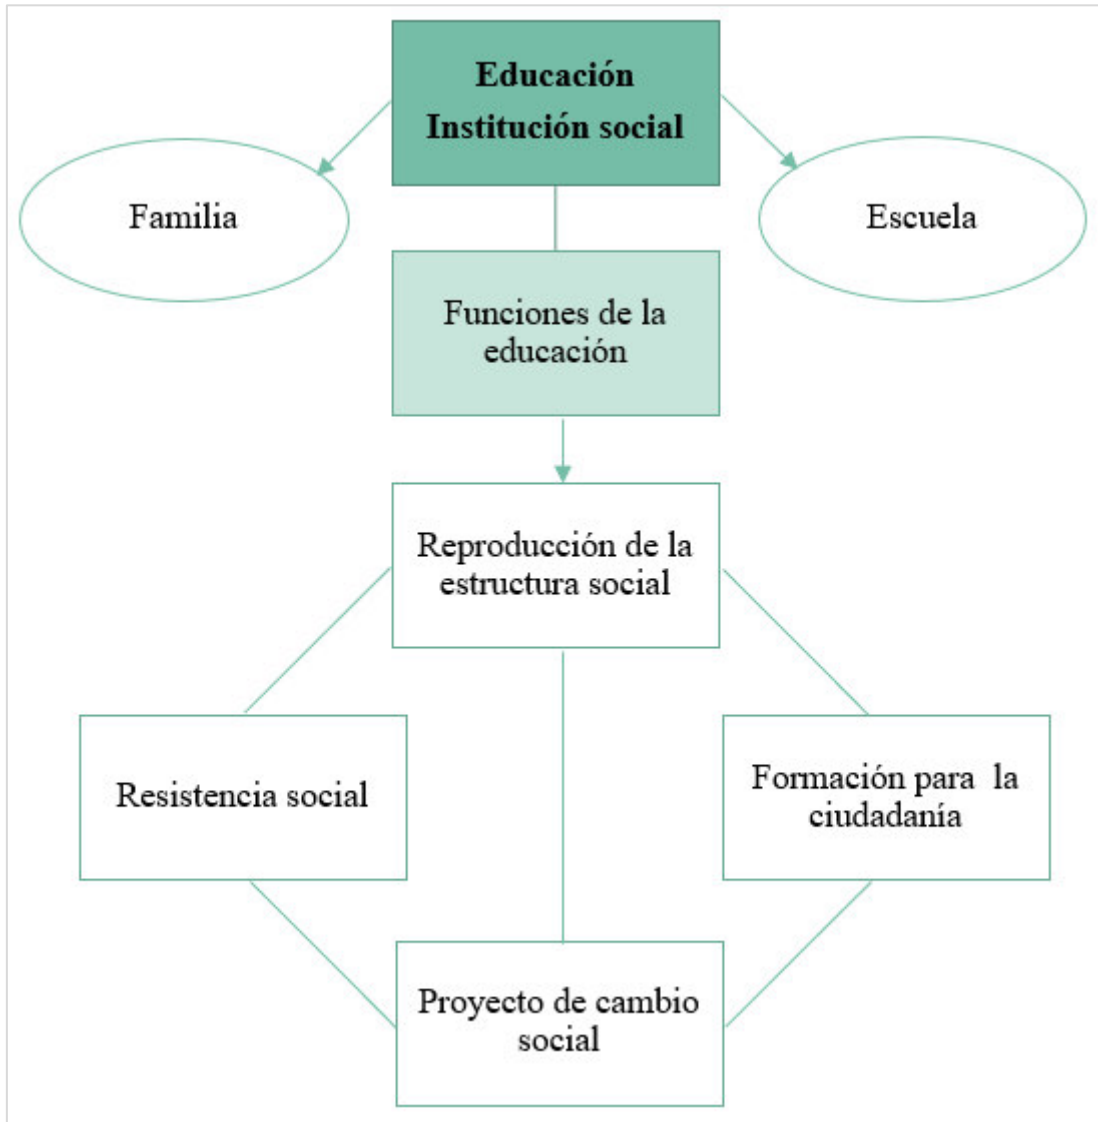 Educación
Institución social
Familia
Escuela
Funciones de la
educación
Reproducción de la
estructura social
Resistencia social
Formación para  la
ciudadanía
Proyecto de cambio
social